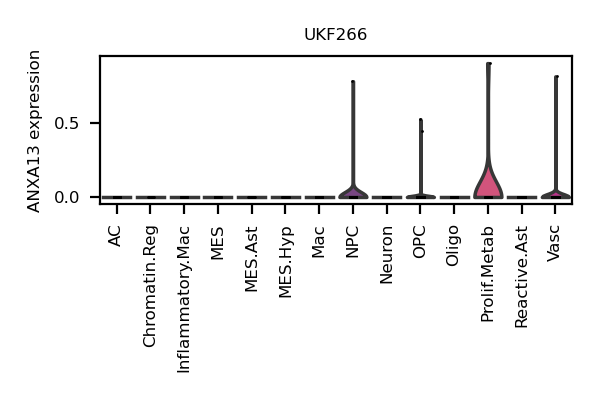 UKF266
ANXA13 expression
0.5
0.0
AC
Chromatin.Reg
Inflammatory.Mac
MES
MES.Ast
MES.Hyp
Mac
NPC
Neuron
OPC
Oligo
Prolif.Metab
Reactive.Ast
Vasc